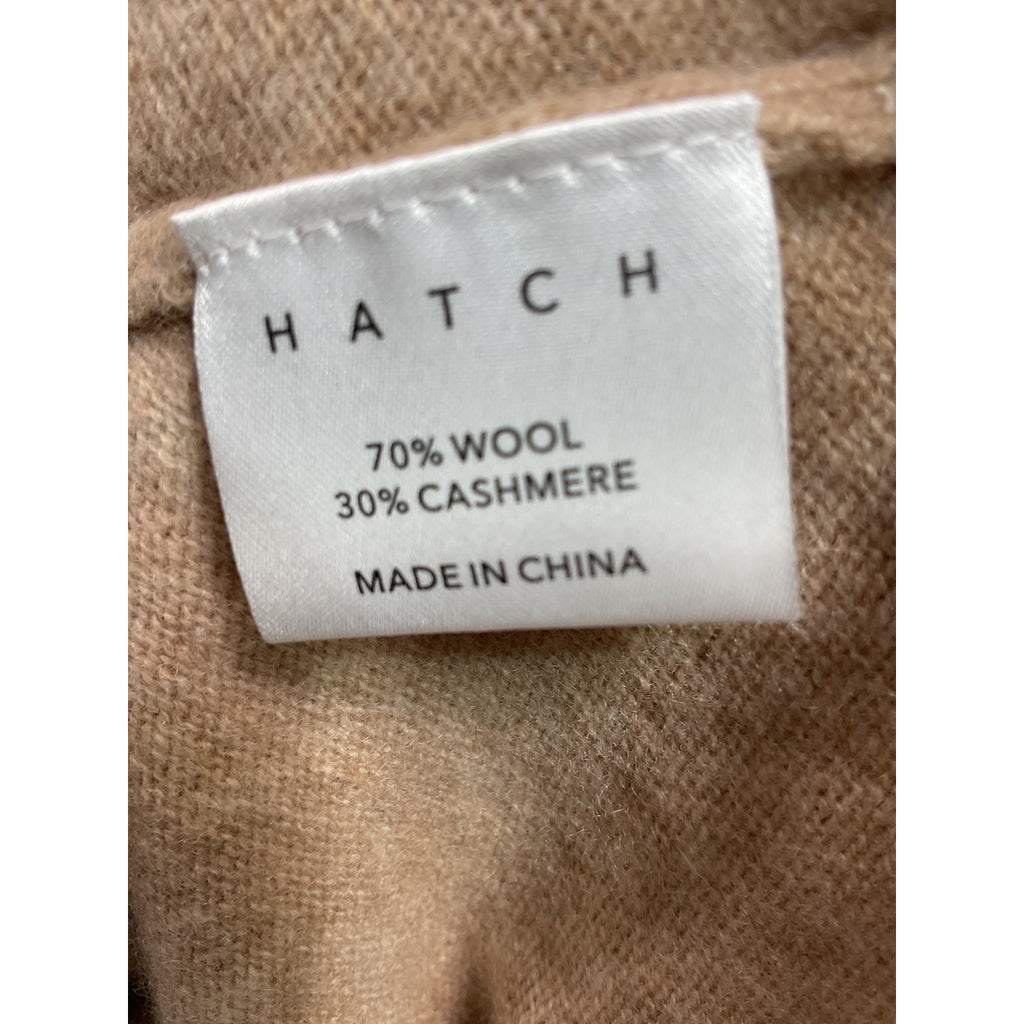 HATCH
70% WOOL
30% CASHMERE
MADE IN CHINA